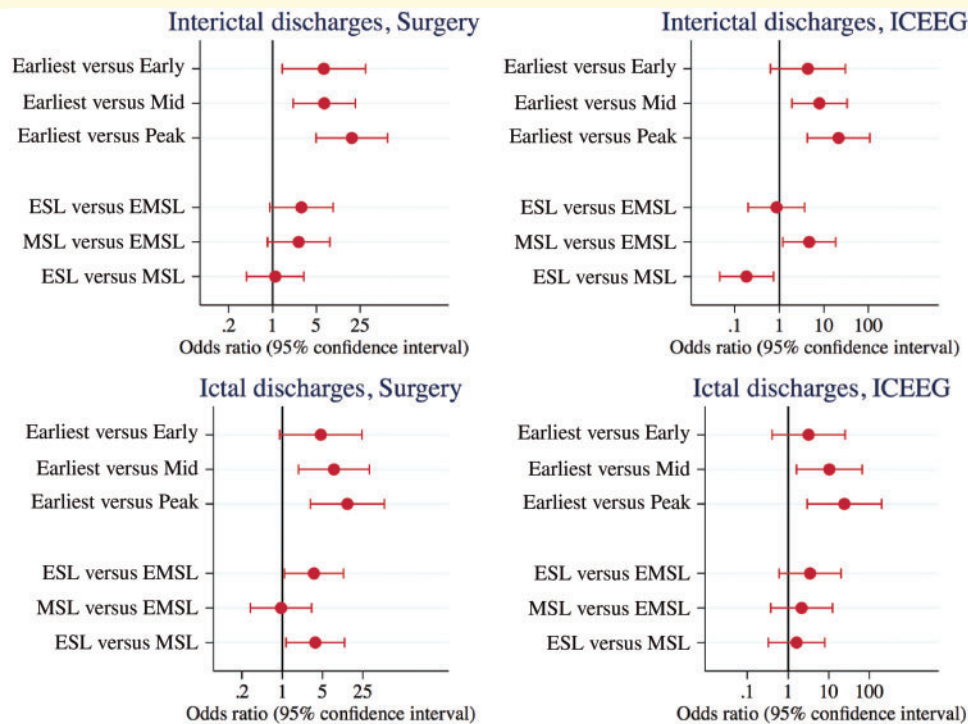 Interictal discharges, Surgery
Earliest versus Early
Earliest versus Mid
Earliest versus Peak
ESL versus EMSL
MSL versus EMSL
ESL versus MSL
.2 1 5 25
Odds ratio (95% confidence interval)
Interictal discharges, ICEEG
Earliest versus Early
Earliest versus Mid
Earliest versus Peak
ESL versus EMSL
MSL versus EMSL
ESL versus MSL
.1 1 10 100
Odds ratio (95% confidence interval)
Ictal discharges, Surgery
Earliest versus Early
Earliest versus Mid
Earliest versus Peak
ESL versus EMSL
MSL versus EMSL
ESL versus MSL
.2 1 5 25
Odds ratio (95% confidence interval)
Ictal discharges, ICEEG
Earliest versus Early
Earliest versus Mid
Earliest versus Peak
ESL versus EMSL
MSL versus EMSL
ESL versus MSL
.1 1 10 100
Odds ratio (95% confidence interval)